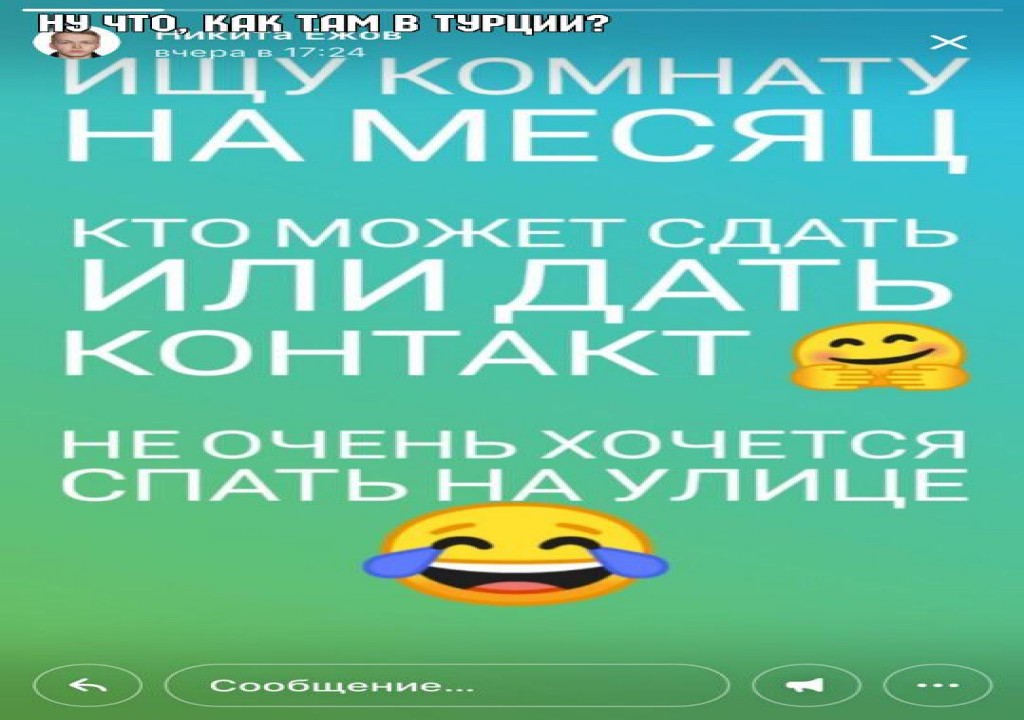 НУ ЧТО, КАК ТАМ В ТУРЦИИ?
Никита Ежов
вчера в 17:24
ИЩУ КОМНАТУ
НА МЕСЯЦ
КТО МОЖЕТ СДАТЬ
ИЛИ ДАТЬ
КОНТАКТ 🤗
НЕ ОЧЕНЬ ХОЧЕТСЯ
СПАТЬ НА УЛИЦЕ
😂
Сообщение...